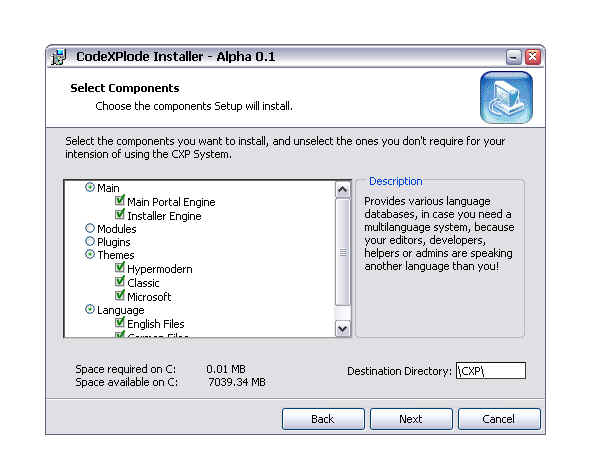 CodeXPlode Installer - Alpha 0.1
Select Components
Choose the components Setup will install.
Select the components you want to install, and unselect the ones you don't require for your
intension of using the CXP System.
Main
Main Portal Engine
Installer Engine
Modules
Plugins
Themes
Hypermodern
Classic
Microsoft
Language
English Files
German Files
Description
Provides various language
databases, in case you need a
multilanguage system, because
your editors, developers,
helpers or admins are speaking
another language than you!
Space required on C: 0.01 MB
Space available on C: 7039.34 MB
Destination Directory: \CXP\
Back Next Cancel